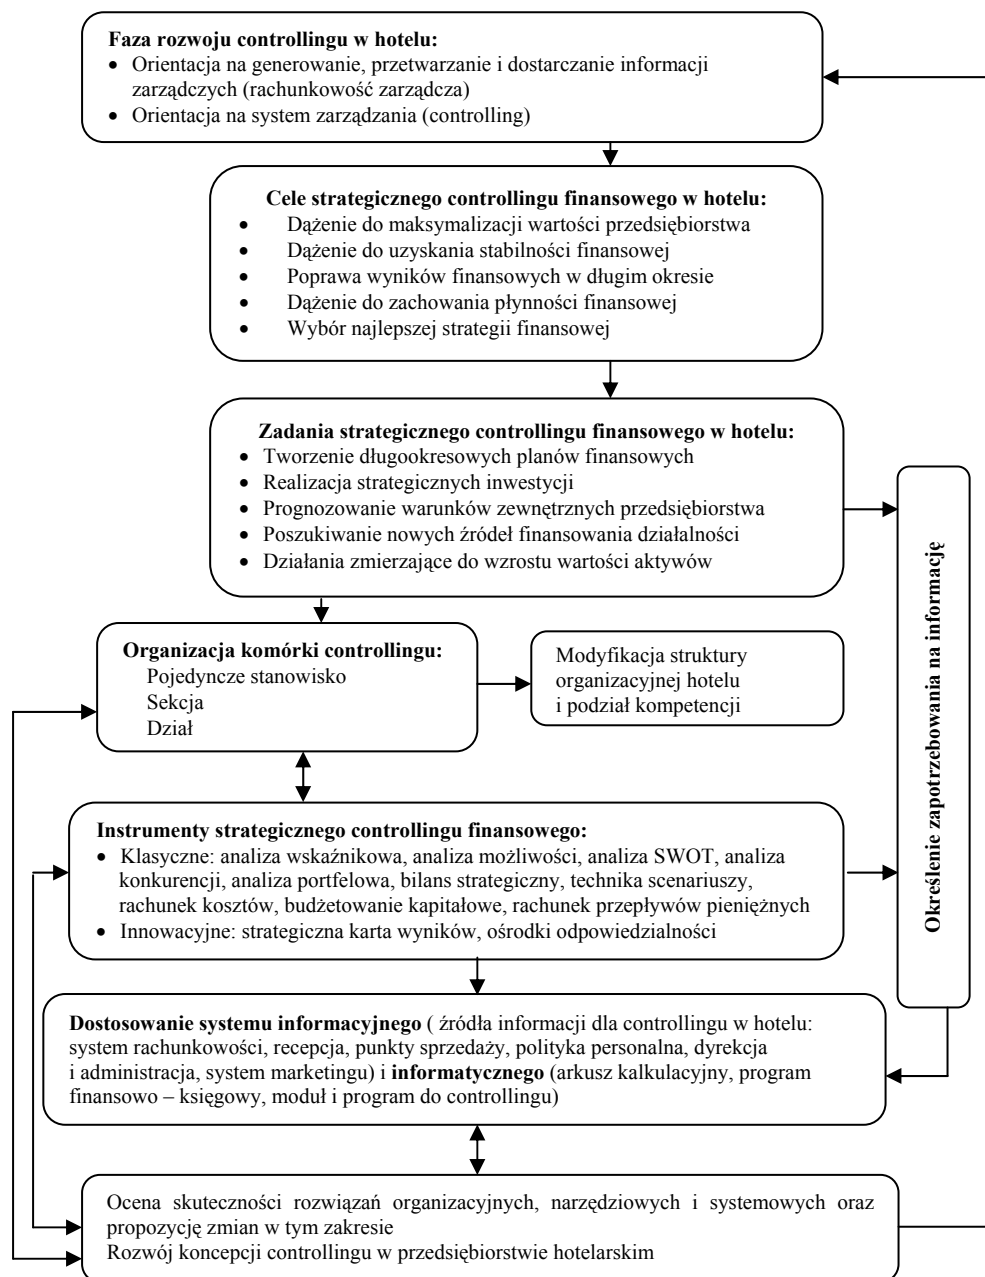 Faza rozwoju controllingu w hotelu:
• Orientacja na generowanie, przetwarzanie i dostarczanie informacji
zarządczych (rachunkowość zarządcza)
• Orientacja na system zarządzania (controlling)
Cele strategicznego controllingu finansowego w hotelu:
• Dążenie do maksymalizacji wartości przedsiębiorstwa
• Dążenie do uzyskania stabilności finansowej
• Poprawa wyników finansowych w długim okresie
• Dążenie do zachowania płynności finansowej
• Wybór najlepszej strategii finansowej
Zadania strategicznego controllingu finansowego w hotelu:
• Tworzenie długookresowych planów finansowych
• Realizacja strategicznych inwestycji
• Prognozowanie warunków zewnętrznych przedsiębiorstwa
• Poszukiwanie nowych źródeł finansowania działalności
• Działania zmierzające do wzrostu wartości aktywów
Określenie zapotrzebowania na informację
Organizacja komórki controllingu:
Pojedyncze stanowisko
Sekcja
Dział
Modyfikacja struktury
organizacyjnej hotelu
i podział kompetencji
Instrumenty strategicznego controllingu finansowego:
• Klasyczne: analiza wskaźnikowa, analiza możliwości, analiza SWOT, analiza
konkurencji, analiza portfelowa, bilans strategiczny, technika scenariuszy,
rachunek kosztów, budżetowanie kapitałowe, rachunek przepływów pieniężnych
• Innowacyjne: strategiczna karta wyników, ośrodki odpowiedzialności
Dostosowanie systemu informacyjnego ( źródła informacji dla controllingu w hotelu:
system rachunkowości, recepcja, punkty sprzedaży, polityka personalna, dyrekcja
i administracja, system marketingu) i informatycznego (arkusz kalkulacyjny, program
finansowo – księgowy, moduł i program do controllingu)
Ocena skuteczności rozwiązań organizacyjnych, narzędziowych i systemowych oraz
propozycję zmian w tym zakresie
Rozwój koncepcji controllingu w przedsiębiorstwie hotelarskim